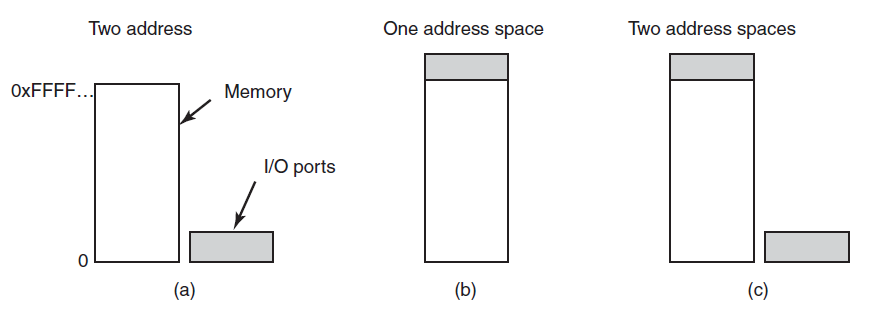 Two address
One address space
Two address spaces
0xFFFF…
Memory
I/O ports
0
(a)
(b)
(c)